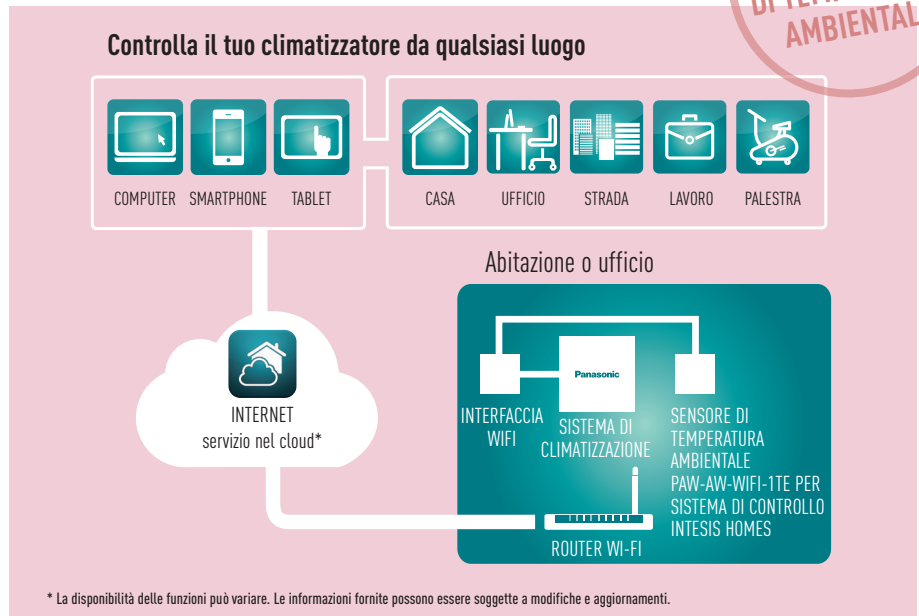 DI TEM
AMBIENTAL
Controlla il tuo climatizzatore da qualsiasi luogo
COMPUTER SMARTPHONE TABLET CASA UFFICIO STRADA LAVORO PALESTRA
Abitazione o ufficio
INTERNET
servizio nel cloud*
Panasonic
INTERFACCIA
WIFI
SISTEMA DI
CLIMATIZZAZIONE
SENSORE DI
TEMPERATURA
AMBIENTALE
PAW-AW-WIFI-1TE PER
SISTEMA DI CONTROLLO
INTESIS HOMES
ROUTER WI-FI
* La disponibilità delle funzioni può variare. Le informazioni fornite possono essere soggette a modifiche e aggiornamenti.